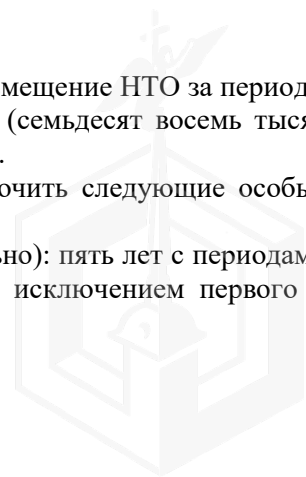 мещение НТО за период
(семьдесят восемь тыся
.
очить следующие особы
но): пять лет с периодам
исключением первого